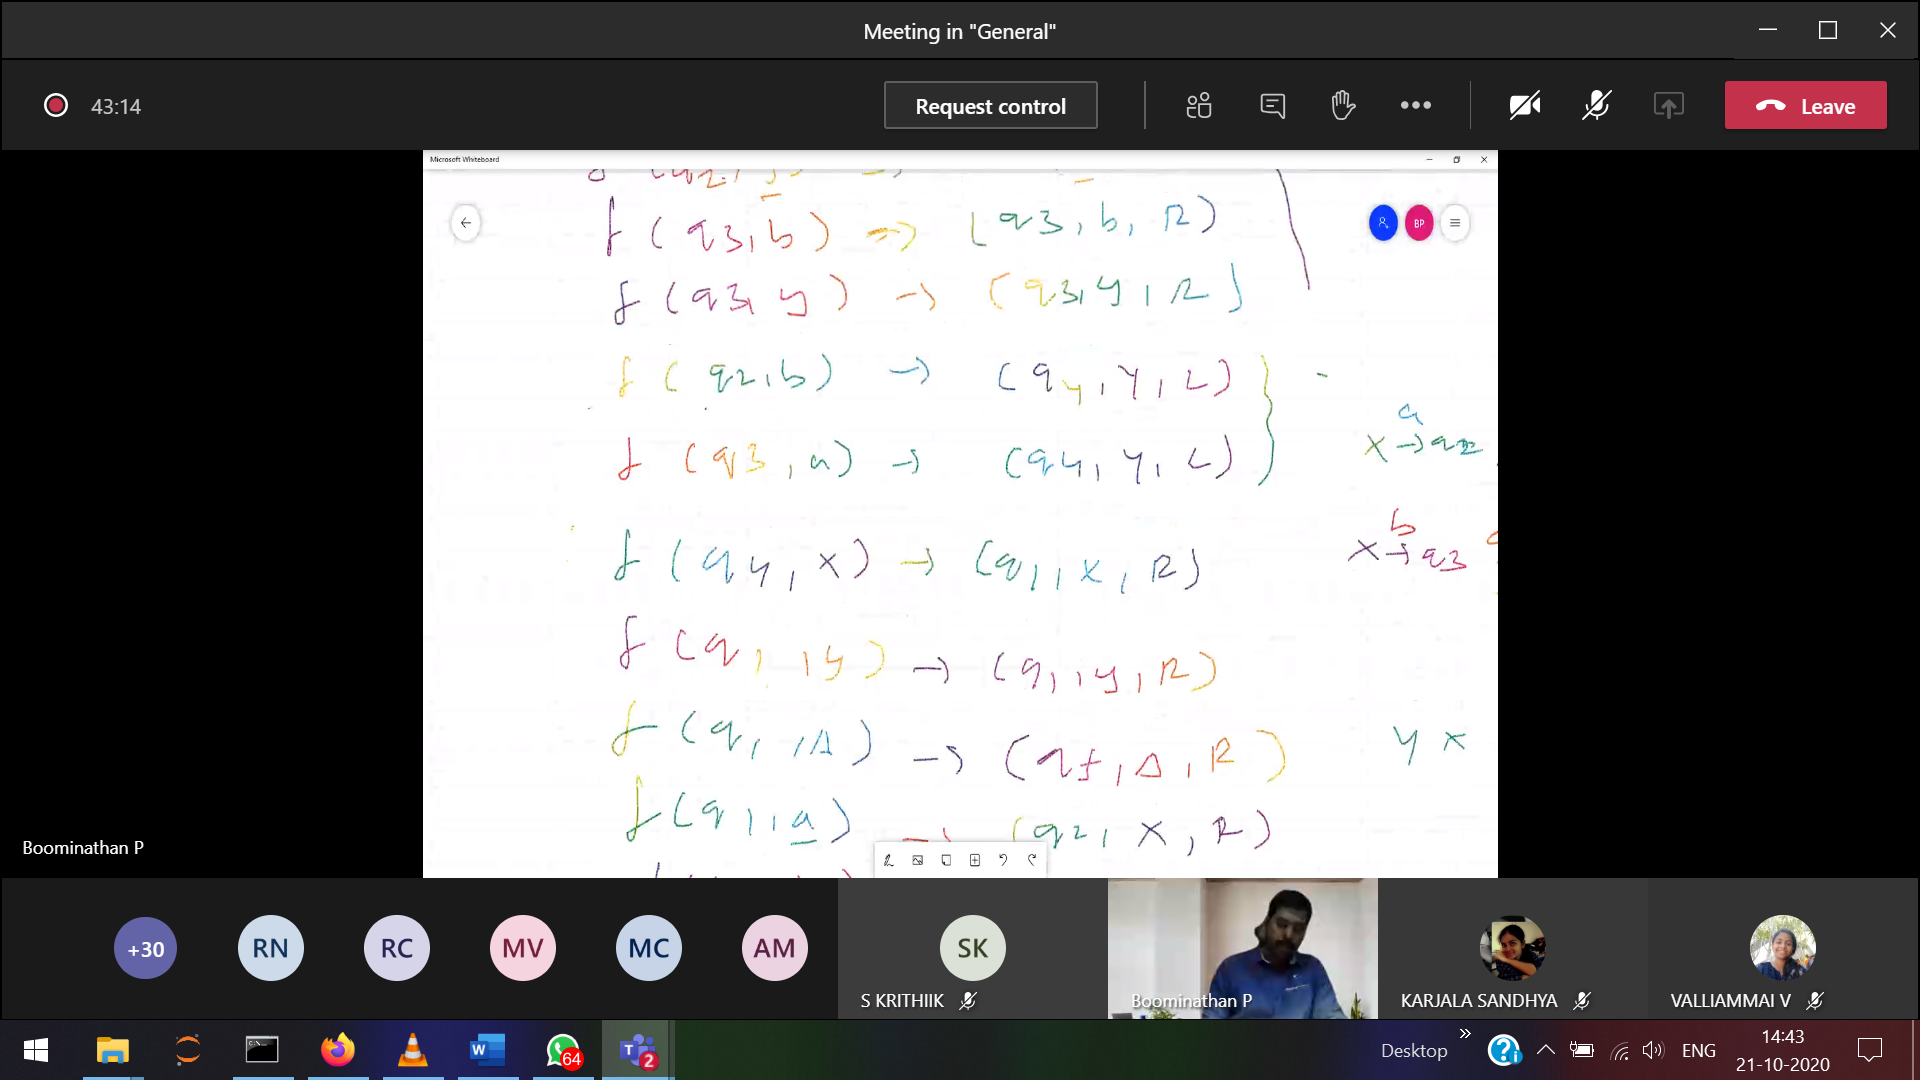 Meeting in "General"
43:14
Request control
Leave
Microsoft Whiteboard
f (q3, b) → (q3, b, R)
BP
f (q3, y) → (q3, y, R)
f (q2, b) → (q4, y, L)
a
x → q2
f (q3, a) → (q4, y, L)
b
x → q3
f (q4, x) → (q1, x, R)
f (q1, y) → (q1, y, R)
f (q1, Δ) → (qf, Δ, R)
y x
f (q1, a) → (q2, x, R)
Boominathan P
+30
RN
RC
MV
MC
AM
SK
S KRITHIIK
Boominathan P
KARJALA SANDHYA
VALLIAMMAI V
64
2
Desktop
ENG
14:43
21-10-2020